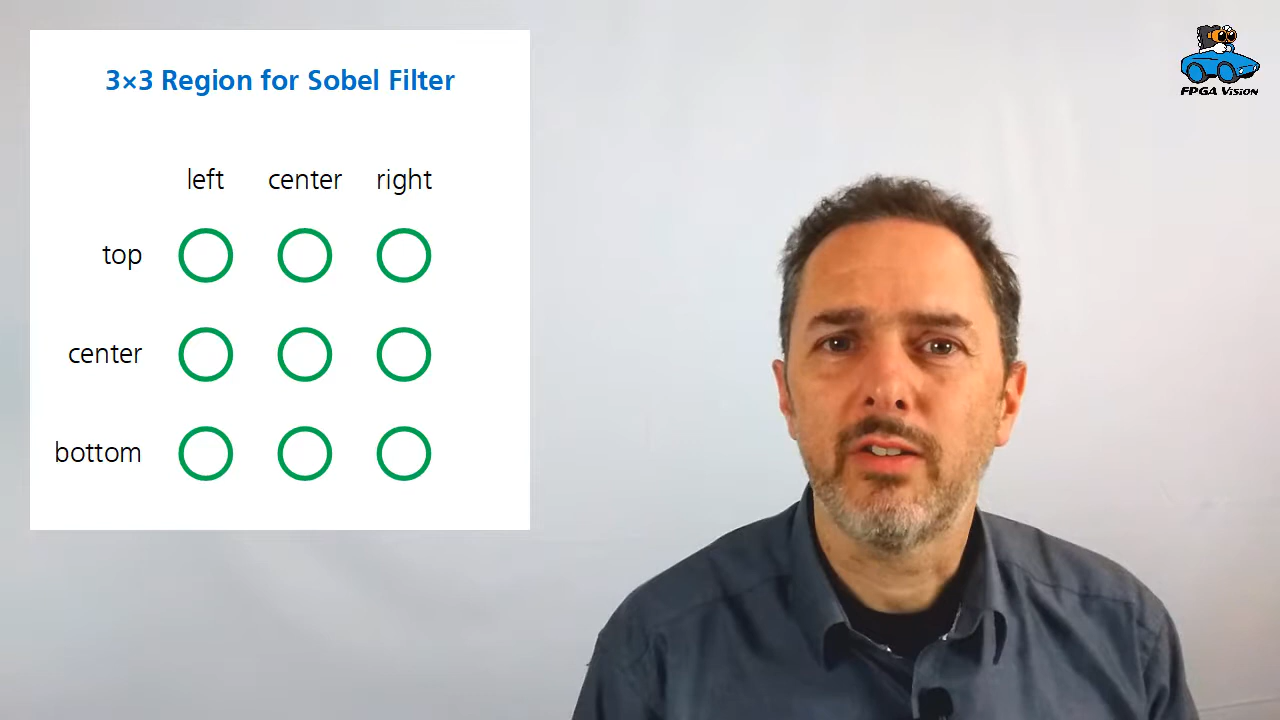 3×3 Region for Sobel Filter
left center right
top
center
bottom
FPGA Vision